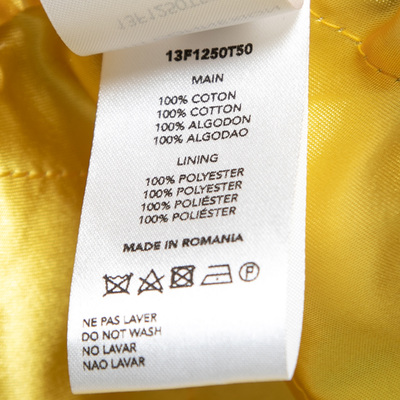 13F1250T50
13F1250T50
MAIN
100% COTON
100% COTTON
100% ALGODON
100% ALGODAO
LINING
100% POLYESTER
100% POLYESTER
100% POLIÉSTER
100% POLIÉSTER
MADE IN ROMANIA
P
NE PAS LAVER
DO NOT WASH
NO LAVAR
NAO LAVAR